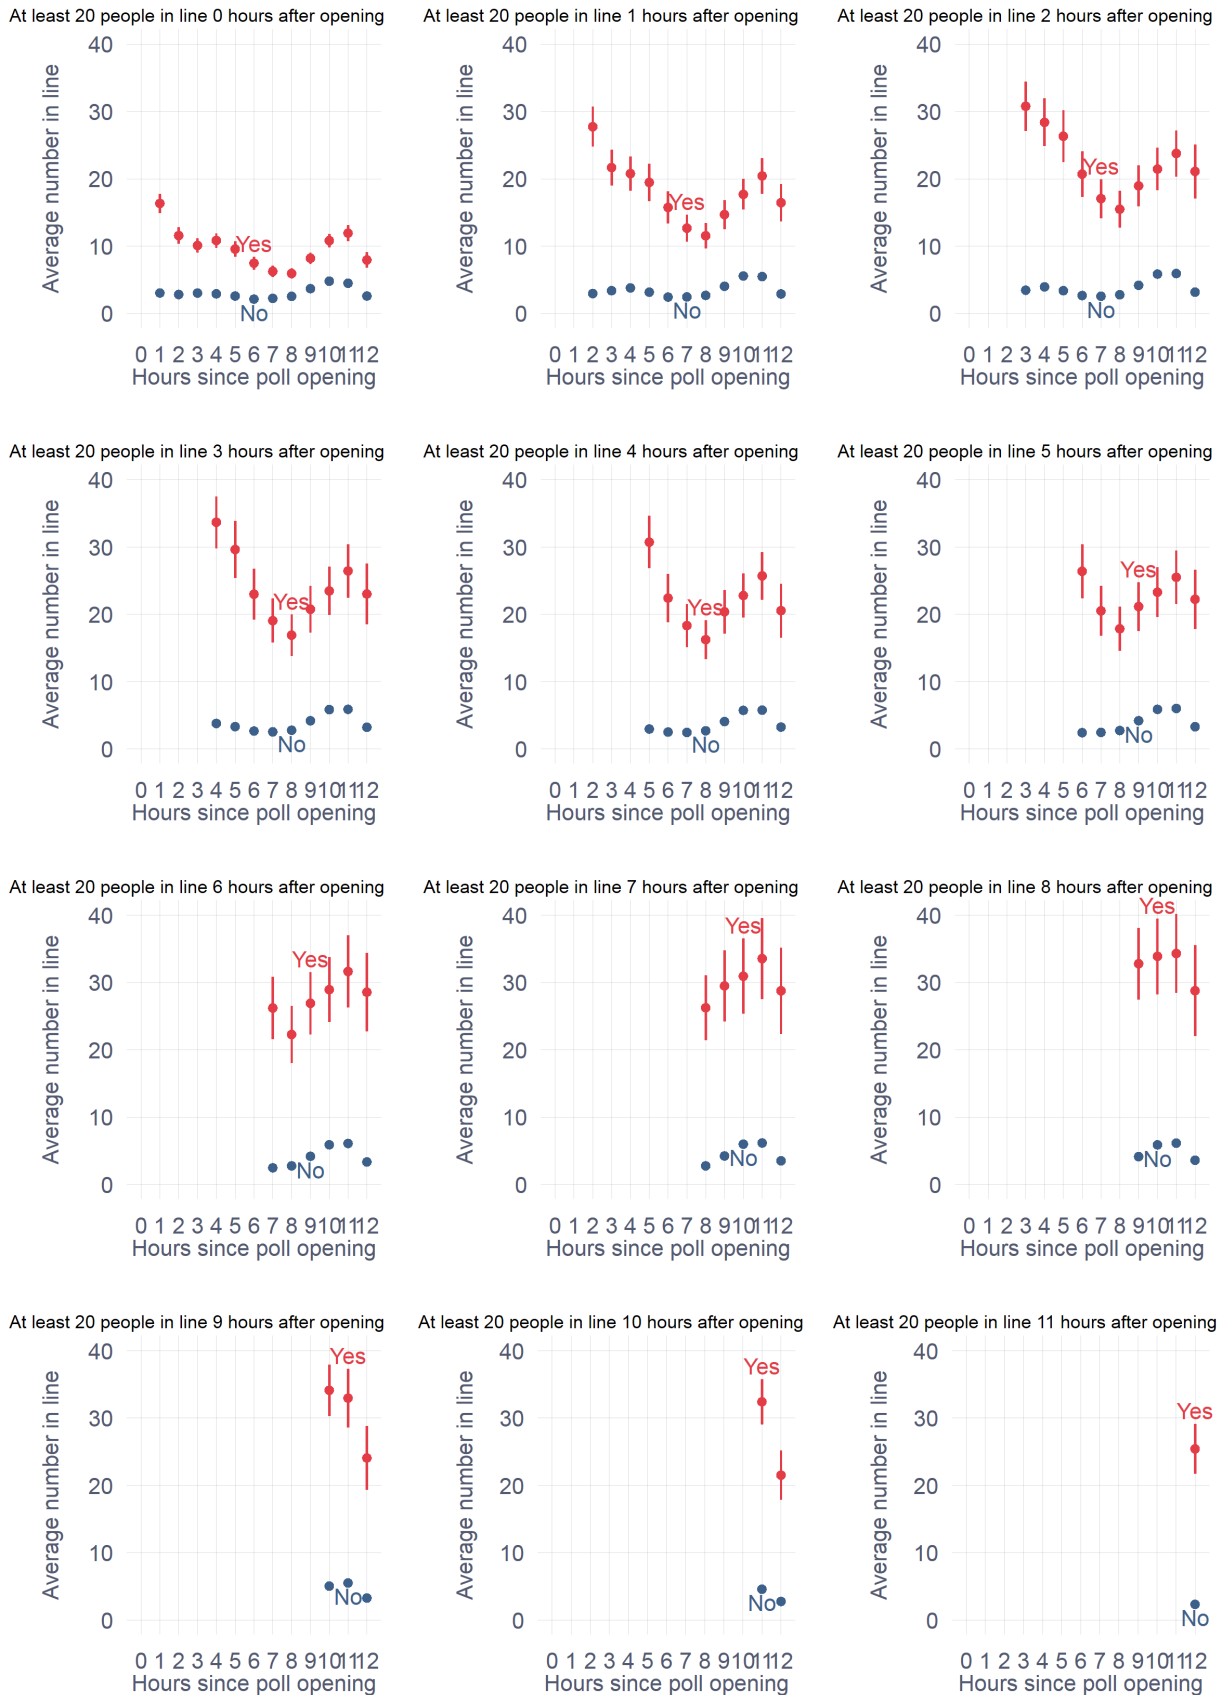 At least 20 people in line 0 hours after opening
40
30
20
10
0
Average number in line
Yes
No
0 1 2 3 4 5 6 7 8 9 10 11 12
Hours since poll opening
At least 20 people in line 1 hours after opening
40
30
20
10
0
Average number in line
Yes
No
0 1 2 3 4 5 6 7 8 9 10 11 12
Hours since poll opening
At least 20 people in line 2 hours after opening
40
30
20
10
0
Average number in line
Yes
No
0 1 2 3 4 5 6 7 8 9 10 11 12
Hours since poll opening
At least 20 people in line 3 hours after opening
40
30
20
10
0
Average number in line
Yes
No
0 1 2 3 4 5 6 7 8 9 10 11 12
Hours since poll opening
At least 20 people in line 4 hours after opening
40
30
20
10
0
Average number in line
Yes
No
0 1 2 3 4 5 6 7 8 9 10 11 12
Hours since poll opening
At least 20 people in line 5 hours after opening
40
30
20
10
0
Average number in line
Yes
No
0 1 2 3 4 5 6 7 8 9 10 11 12
Hours since poll opening
At least 20 people in line 6 hours after opening
40
30
20
10
0
Average number in line
Yes
No
0 1 2 3 4 5 6 7 8 9 10 11 12
Hours since poll opening
At least 20 people in line 7 hours after opening
40
30
20
10
0
Average number in line
Yes
No
0 1 2 3 4 5 6 7 8 9 10 11 12
Hours since poll opening
At least 20 people in line 8 hours after opening
40
30
20
10
0
Average number in line
Yes
No
0 1 2 3 4 5 6 7 8 9 10 11 12
Hours since poll opening
At least 20 people in line 9 hours after opening
40
30
20
10
0
Average number in line
Yes
No
0 1 2 3 4 5 6 7 8 9 10 11 12
Hours since poll opening
At least 20 people in line 10 hours after opening
40
30
20
10
0
Average number in line
Yes
No
0 1 2 3 4 5 6 7 8 9 10 11 12
Hours since poll opening
At least 20 people in line 11 hours after opening
40
30
20
10
0
Average number in line
Yes
No
0 1 2 3 4 5 6 7 8 9 10 11 12
Hours since poll opening